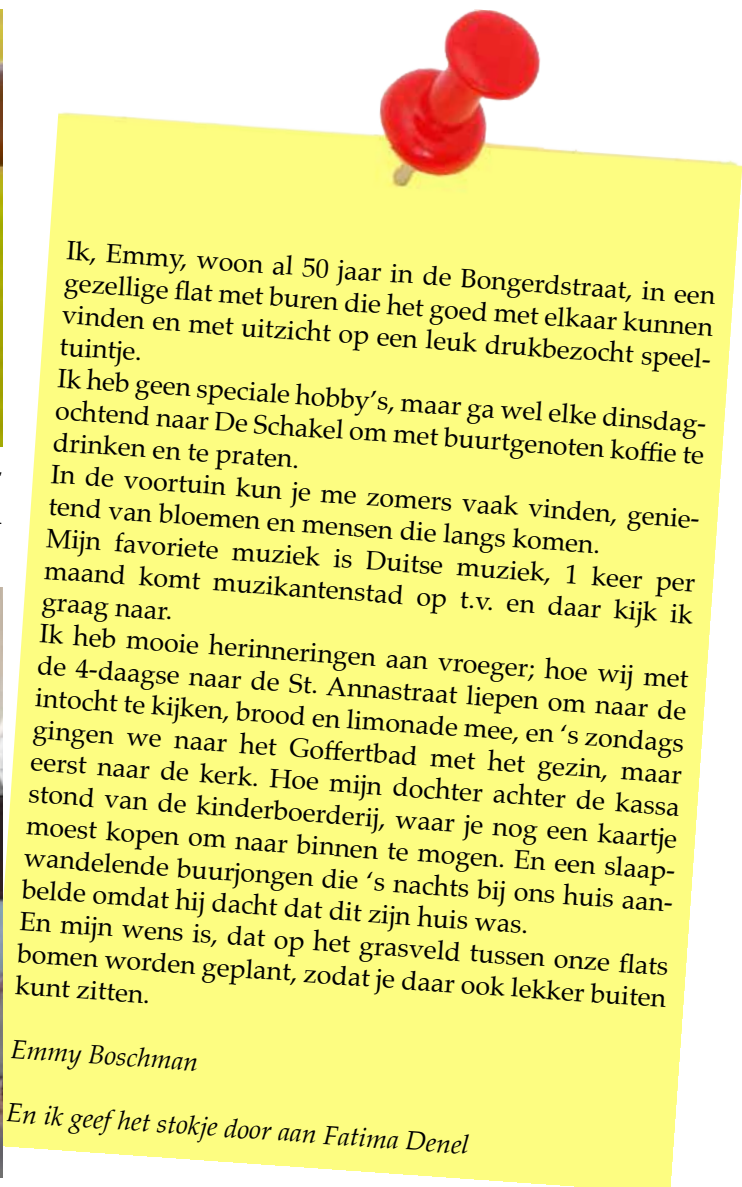 Ik, Emmy, woon al 50 jaar in de Bongerdstraat, in een
gezellige flat met buren die het goed met elkaar kunnen
vinden en met uitzicht op een leuk drukbezocht speel-
tuintje.
Ik heb geen speciale hobby's, maar ga wel elke dinsdag-
ochtend naar De Schakel om met buurtgenoten koffie te
drinken en te praten.
In de voortuin kun je me zomers vaak vinden, genie-
tend van bloemen en mensen die langs komen.
Mijn favoriete muziek is Duitse muziek, 1 keer per
maand komt muzikantenstad op t.v. en daar kijk ik
graag naar.
Ik heb mooie herinneringen aan vroeger; hoe wij met
de 4-daagse naar de St. Annastraat liepen om naar de
intocht te kijken, brood en limonade mee, en 's zondags
gingen we naar het Goffertbad met het gezin, maar
eerst naar de kerk. Hoe mijn dochter achter de kassa
stond van de kinderboerderij, waar je nog een kaartje
moest kopen om naar binnen te mogen. En een slaap-
wandelende buurjongen die 's nachts bij ons huis aan-
belde omdat hij dacht dat dit zijn huis was.
En mijn wens is, dat op het grasveld tussen onze flats
bomen worden geplant, zodat je daar ook lekker buiten
kunt zitten.
Emmy Boschman
En ik geef het stokje door aan Fatima Denel